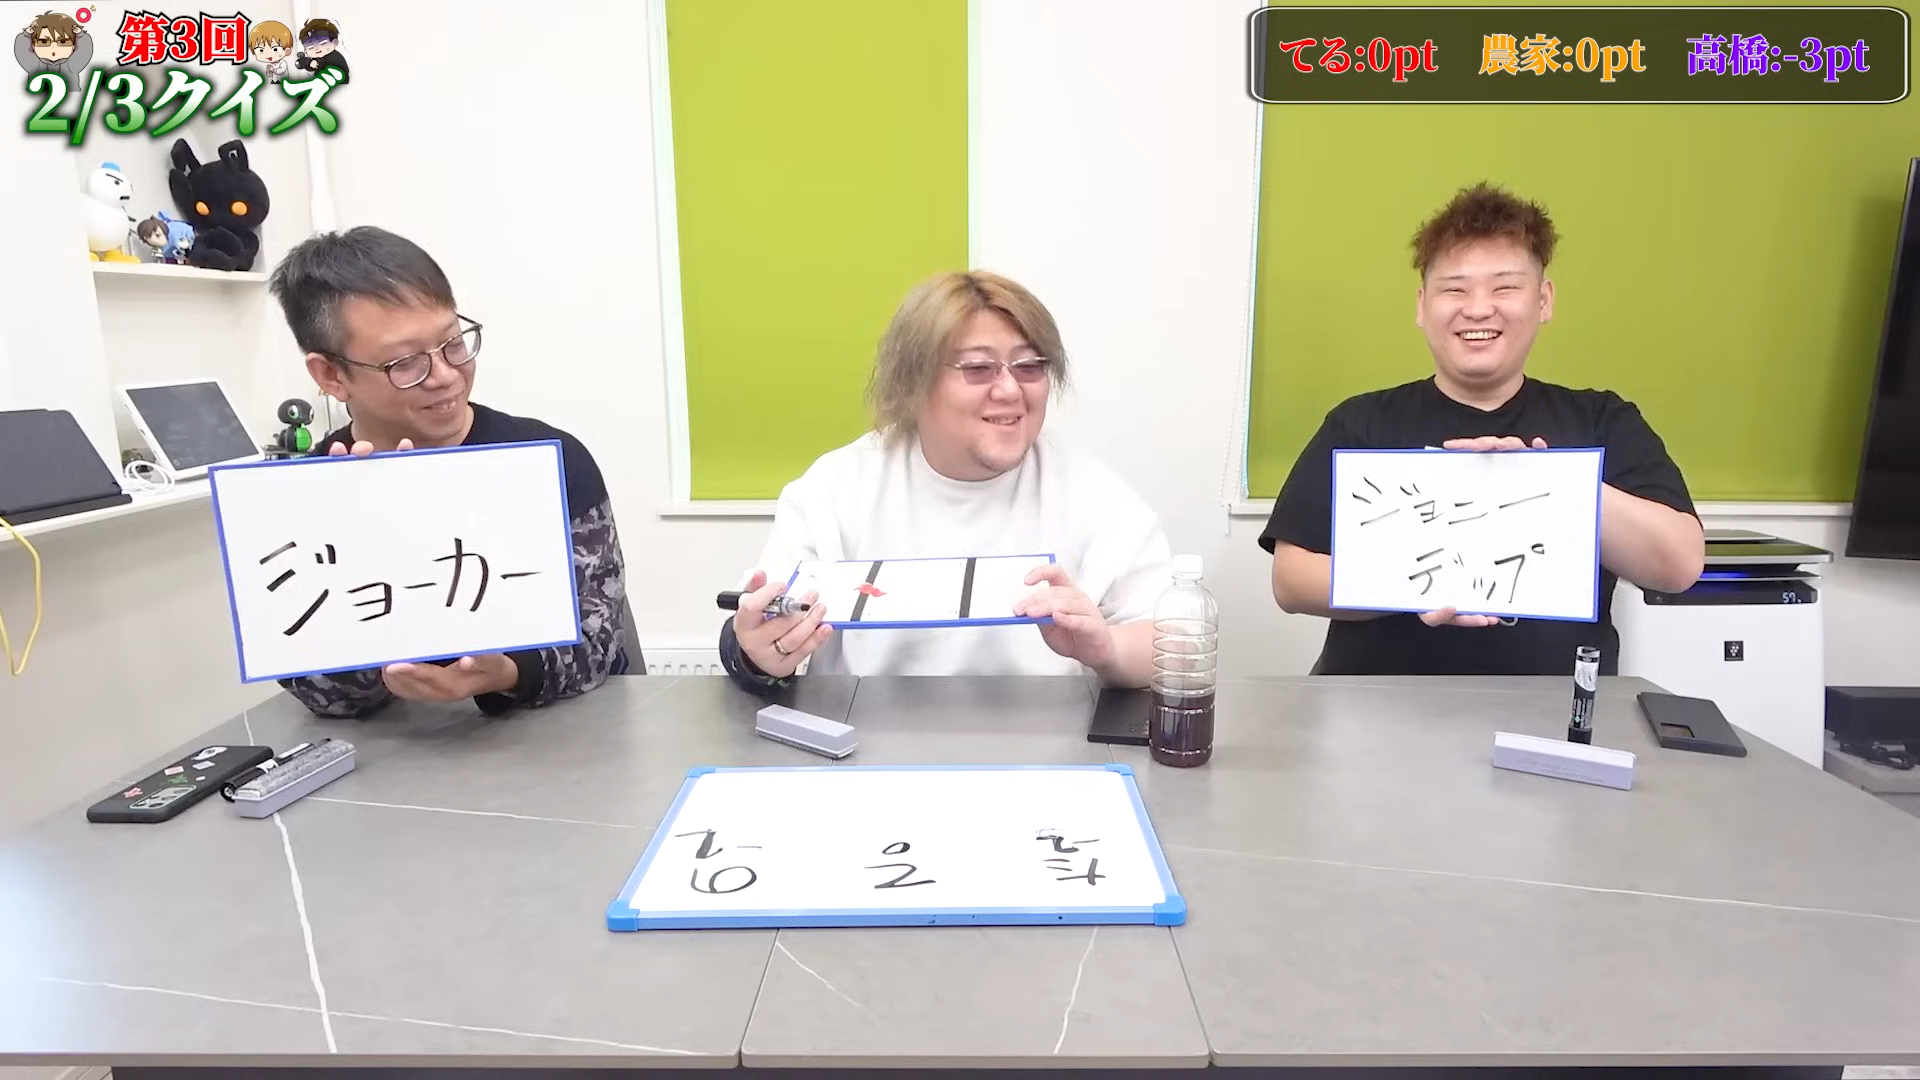 第3回
2/3クイズ
てる:0pt 農家:0pt 高橋:-3pt
ジョーカー
ジョニー
デップ
57